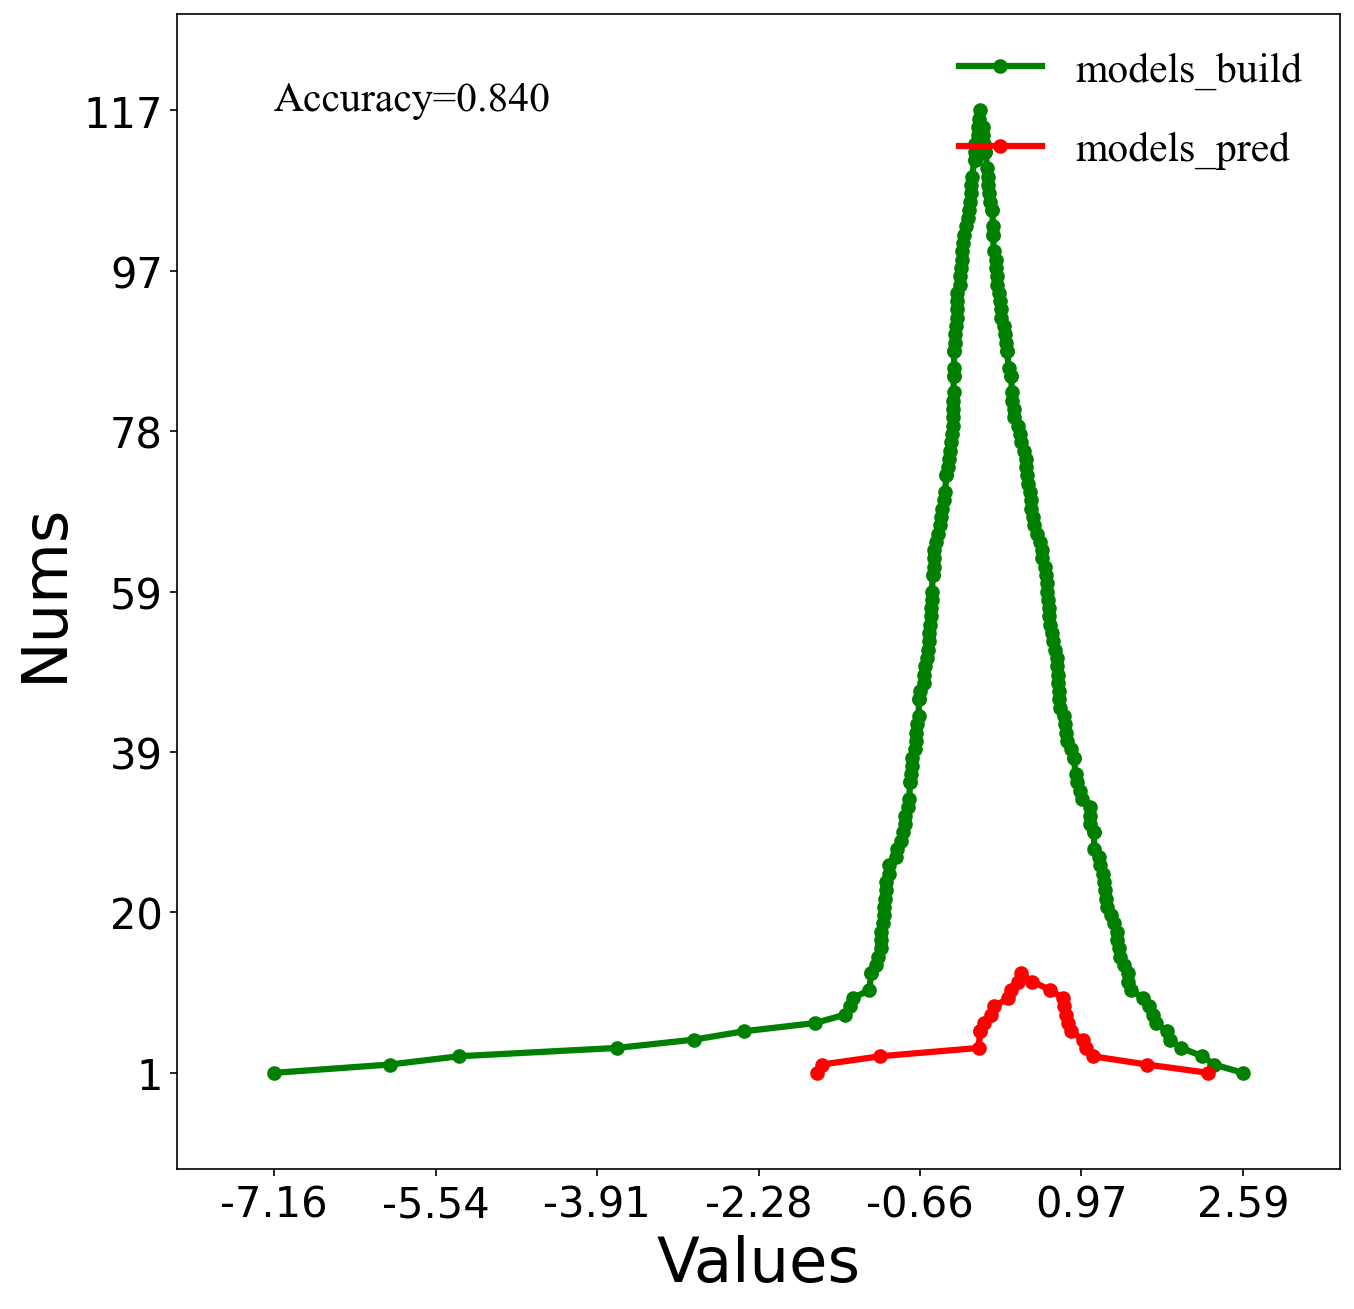 models_build
Accuracy=0.840
models_pred
117
97
78
59
39
20
1
Nums
-7.16 -5.54 -3.91 -2.28 -0.66 0.97 2.59
Values